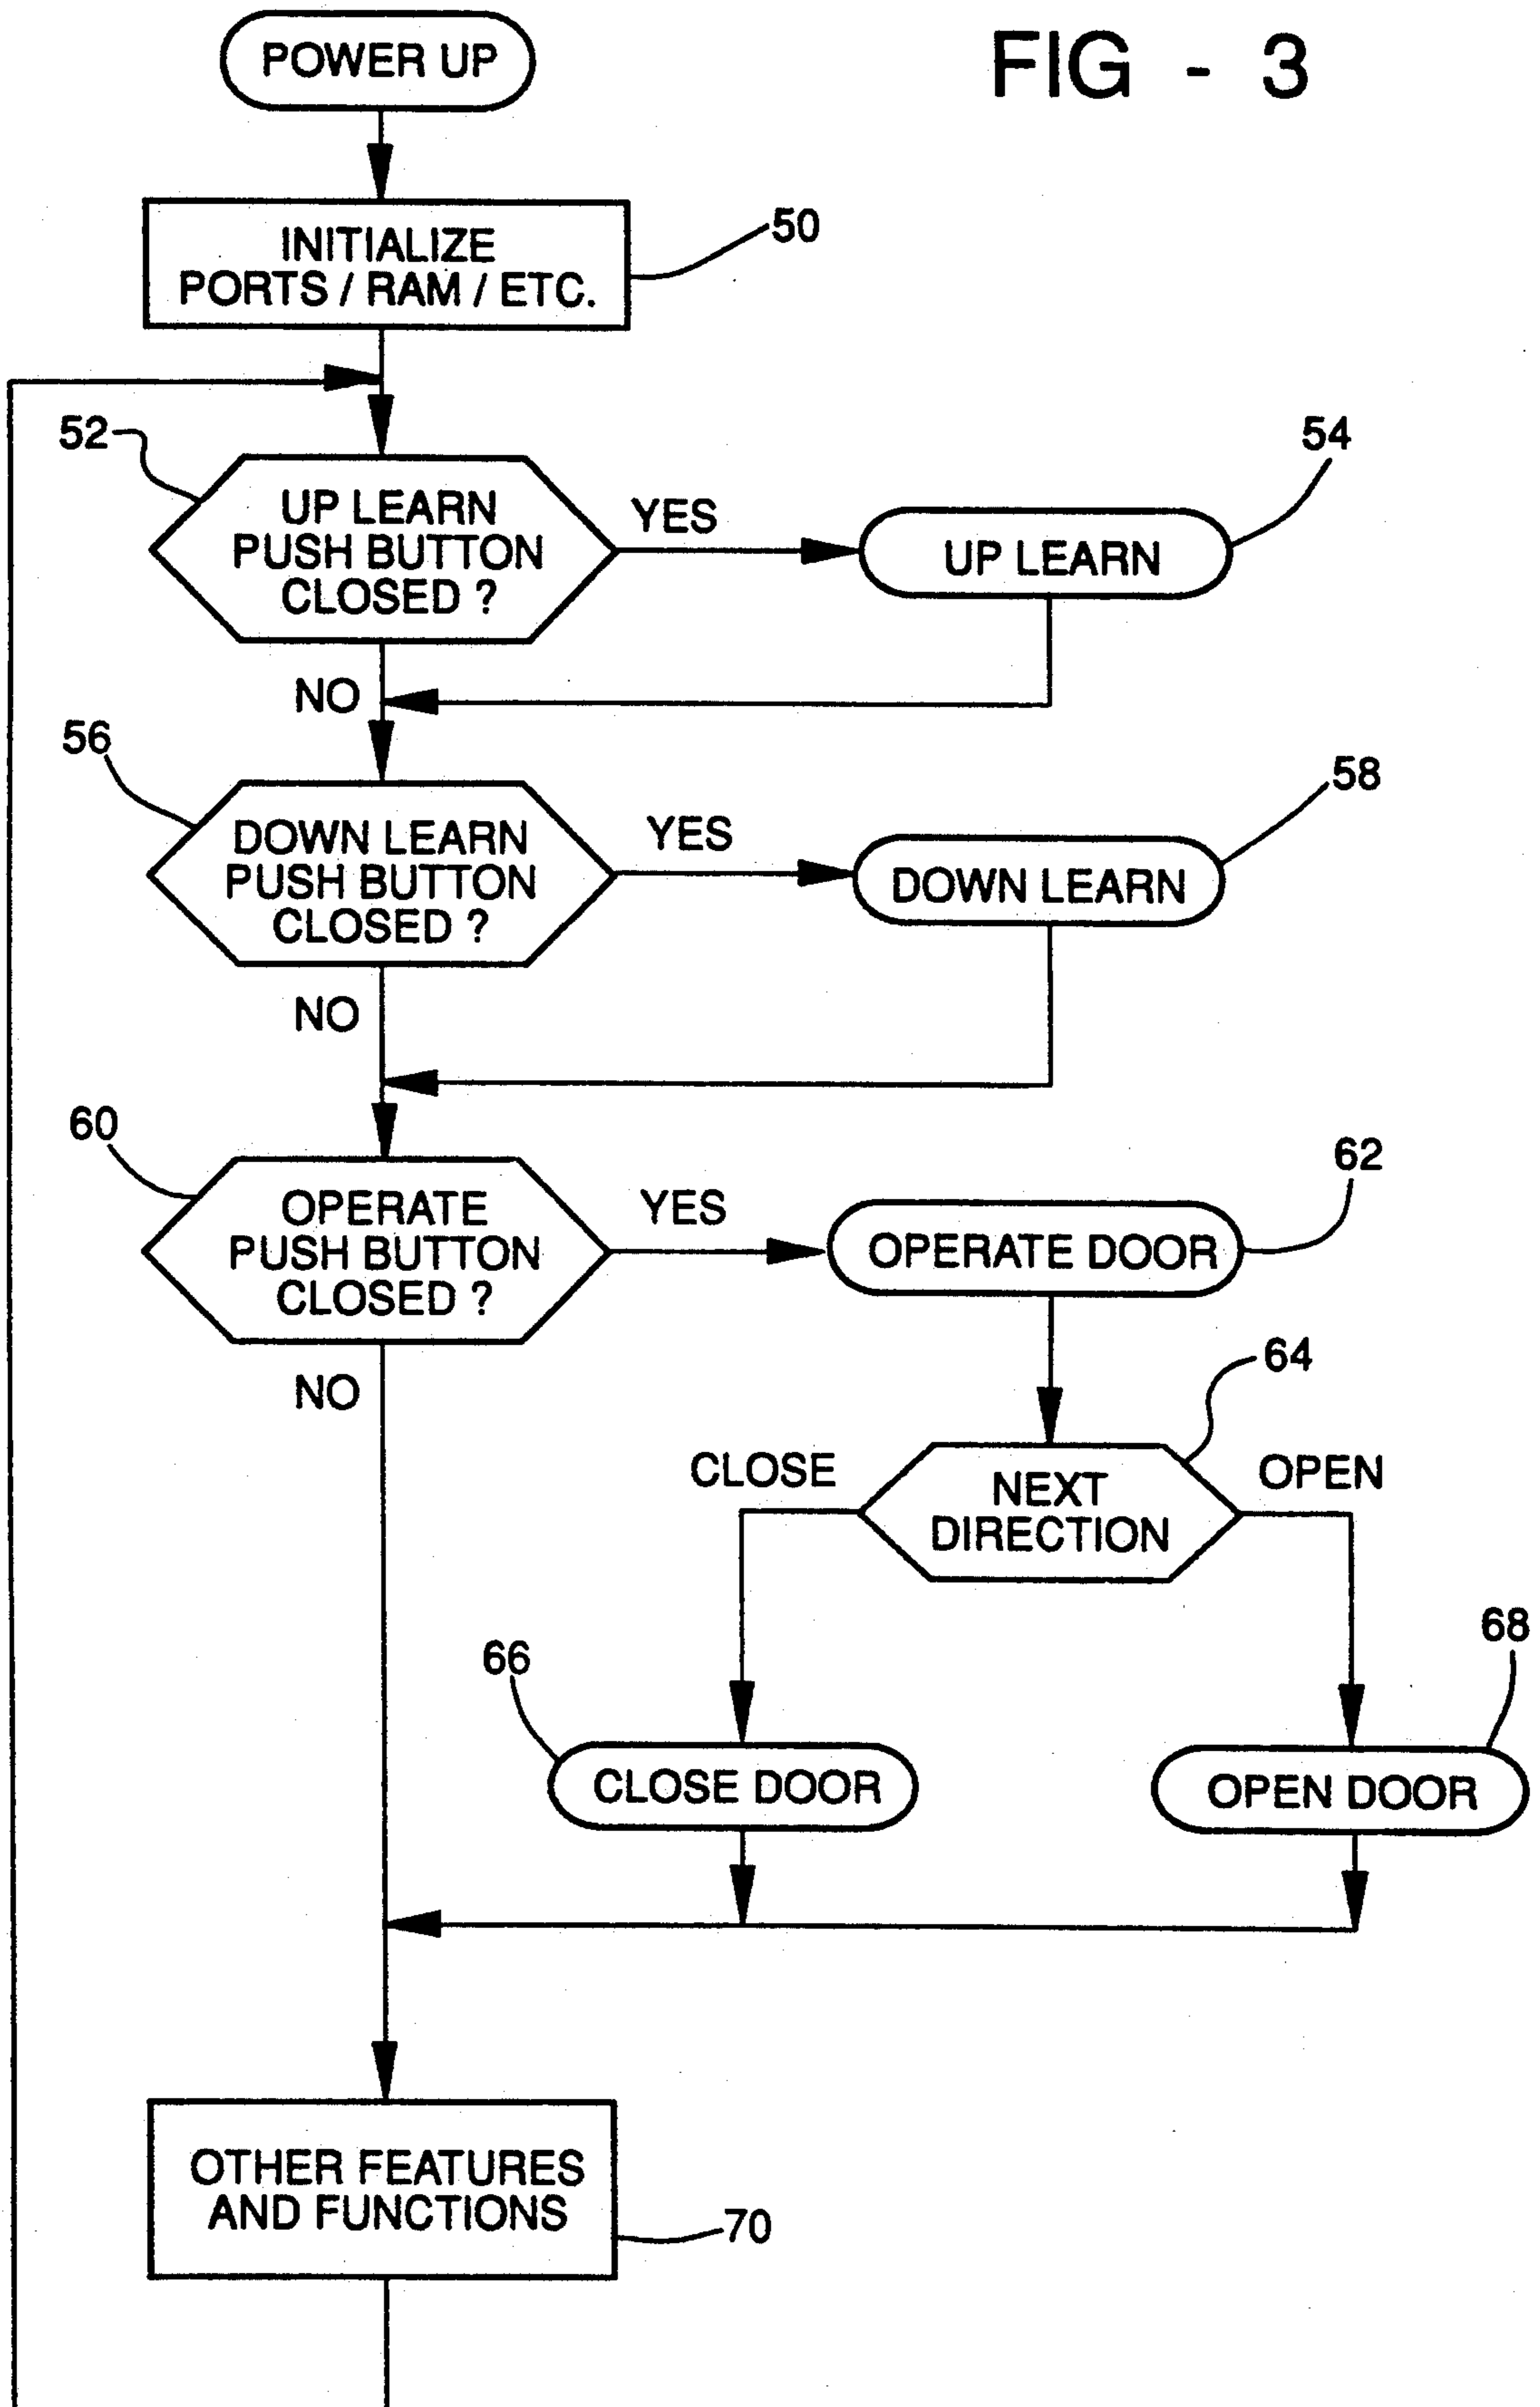 POWER UP
FIG - 3
INITIALIZE
PORTS / RAM / ETC.
50
52
UP LEARN
PUSH BUTTON
CLOSED ?
YES
UP LEARN
54
NO
56
DOWN LEARN
PUSH BUTTON
CLOSED ?
YES
DOWN LEARN
58
NO
60
OPERATE
PUSH BUTTON
CLOSED ?
YES
OPERATE DOOR
62
NO
64
CLOSE
NEXT
DIRECTION
OPEN
66
CLOSE DOOR
68
OPEN DOOR
OTHER FEATURES
AND FUNCTIONS
70